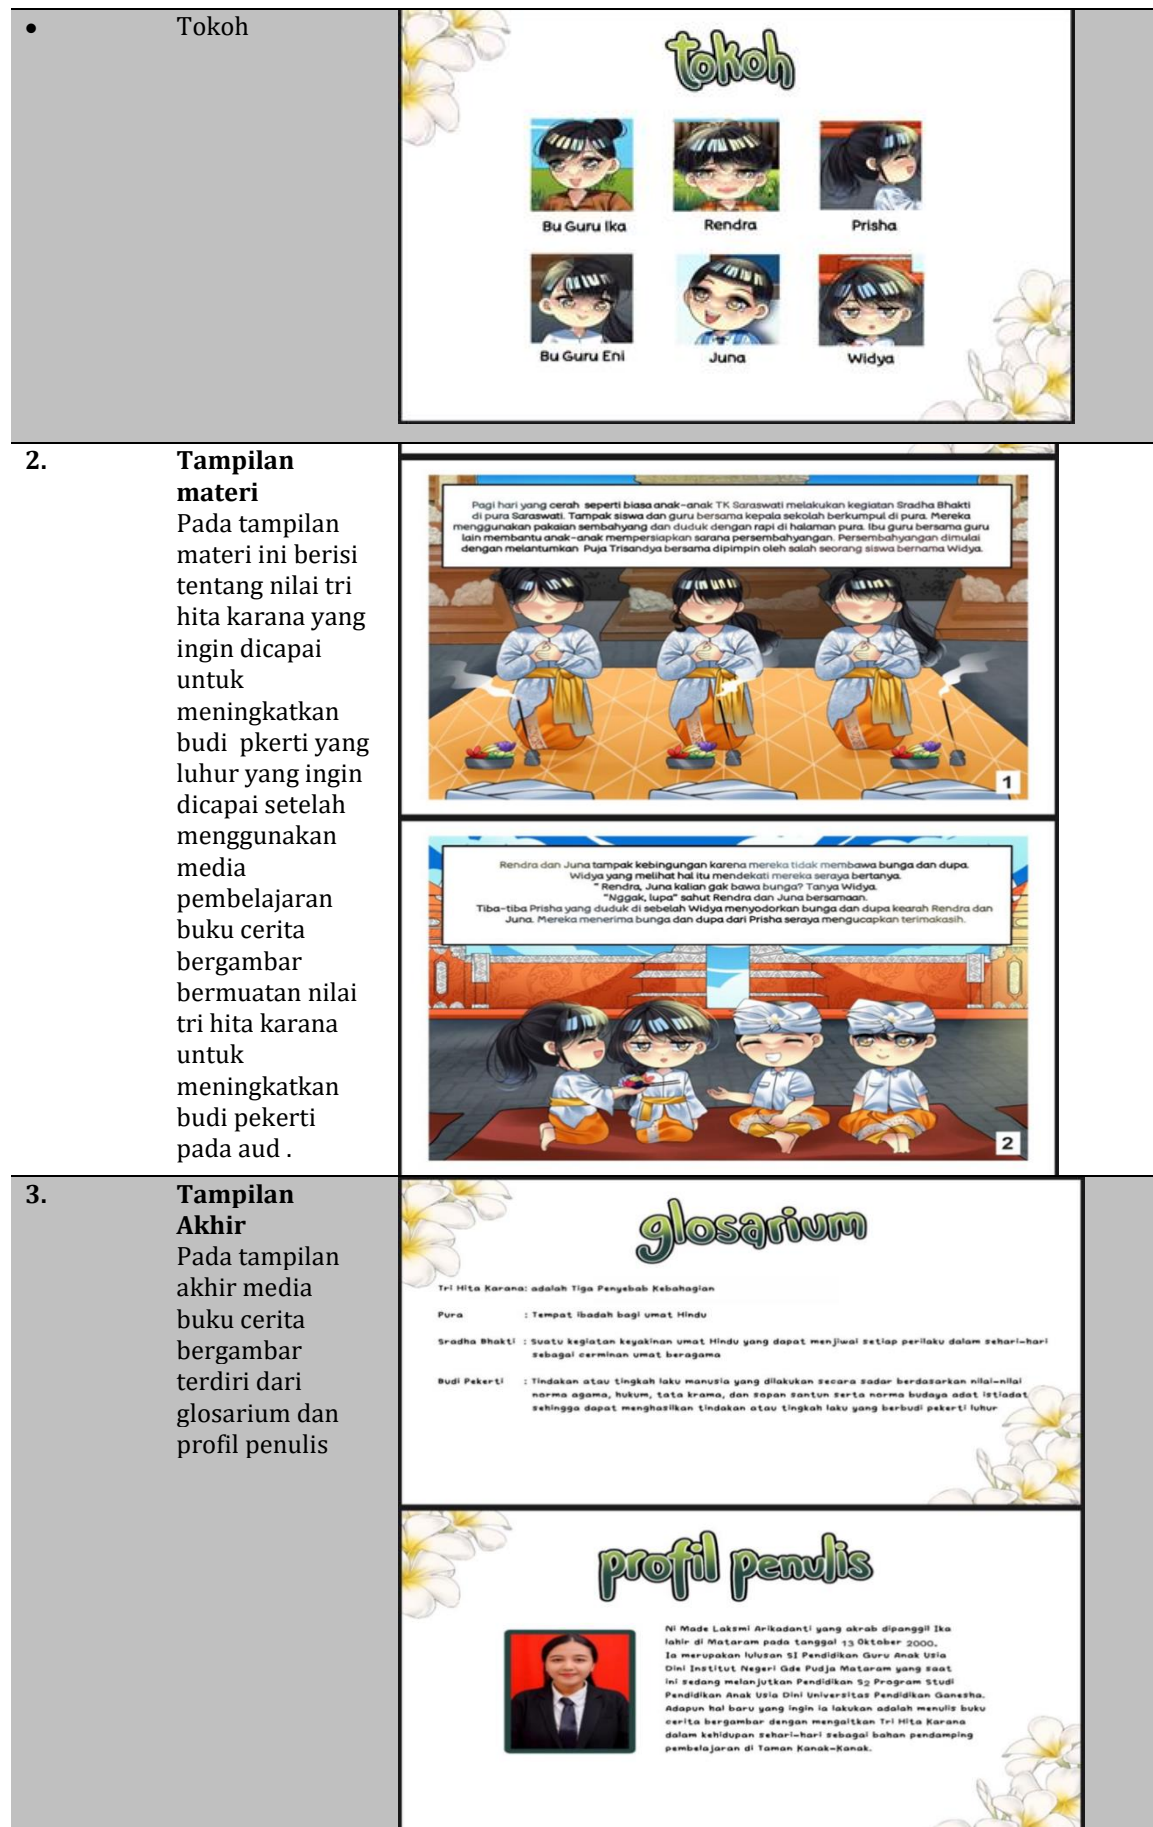 • Tokoh
tokoh
Bu Guru Ika
Rendra
Prisha
Bu Guru Eni
Juna
Widya
2. Tampilan
materi
Pada tampilan
materi ini berisi
tentang nilai tri
hita karana yang
ingin dicapai
untuk
meningkatkan
budi pkerti yang
luhur yang ingin
dicapai setelah
menggunakan
media
pembelajaran
buku cerita
bergambar
bermuatan nilai
tri hita karana
untuk
meningkatkan
budi pekerti
pada aud .
Pagi hari yang cerah seperti biasa anak-anak TK Saraswati melakukan kegiatan Sradha Bhakti
di pura Saraswati. Tampak siswa dan guru bersama kepala sekolah berkumpul di pura. Mereka
menggunakan pakaian sembahyang dan duduk dengan rapi di halaman pura. Ibu guru bersama guru
lain membantu anak-anak mempersiapkan sarana persembahyangan. Persembahyangan dimulai
dengan melantumkan Puja Trisandya bersama dipimpin oleh salah seorang siswa bernama Widya.
1
Rendra dan Juna tampak kebingungan karena mereka tidak membawa bunga dan dupa.
Widya yang melihat hal itu mendekati mereka seraya bertanya.
" Rendra, Juna kalian gak bawa bunga? Tanya Widya.
"Nggak, lupa" sahut Rendra dan Juna bersamaan.
Tiba-tiba Prisha yang duduk di sebelah Widya menyodorkan bunga dan dupa kearah Rendra dan
Juna. Mereka menerima bunga dan dupa dari Prisha seraya mengucapkan terimakasih.
2
3. Tampilan
Akhir
Pada tampilan
akhir media
buku cerita
bergambar
terdiri dari
glosarium dan
profil penulis
glosarium
Tri Hita Karana: adalah Tiga Penyebab Kebahagian
Pura : Tempat ibadah bagi umat Hindu
Sradha Bhakti : Suatu kegiatan keyakinan umat Hindu yang dapat menjiwai setiap perilaku dalam sehari-hari
sebagai cerminan umat beragama
Budi Pekerti : Tindakan atau tingkah laku manusia yang dilakukan secara sadar berdasarkan nilai-nilai
norma agama, hukum, tata krama, dan sopan santun serta norma budaya adat istiadat
sehingga dapat menghasilkan tindakan atau tingkah laku yang berbudi pekerti luhur
profil penulis
Ni Made Laksmi Arikadanti yang akrab dipanggil Ika
lahir di Mataram pada tanggal 13 Oktober 2000.
Ia merupakan lulusan S1 Pendidikan Guru Anak Usia
Dini Institut Negeri Gde Pudja Mataram yang saat
ini sedang melanjutkan Pendidikan S2 Program Studi
Pendidikan Anak Usia Dini Universitas Pendidikan Ganesha.
Adapun hal baru yang ingin ia lakukan adalah menulis buku
cerita bergambar dengan mengaitkan Tri Hita Karana
dalam kehidupan sehari-hari sebagai bahan pendamping
pembelajaran di Taman Kanak-Kanak.